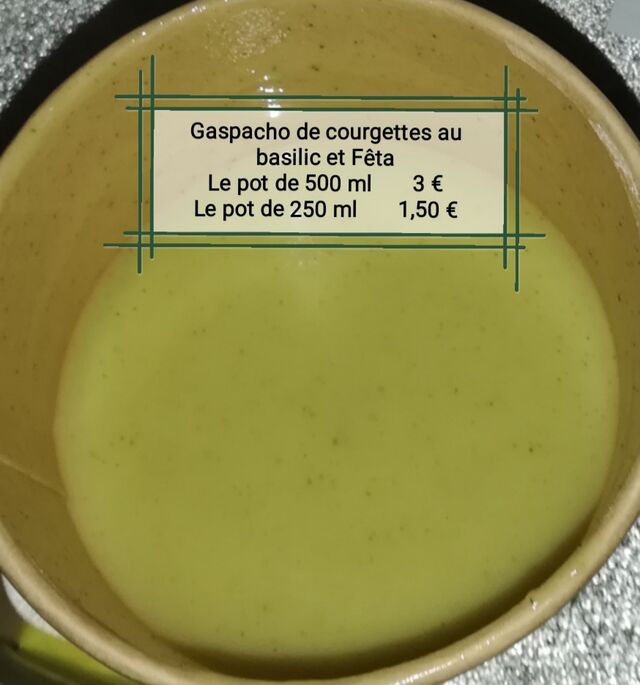 Gaspacho de courgettes au
basilic et Fêta
Le pot de 500 ml 3 €
Le pot de 250 ml 1,50 €